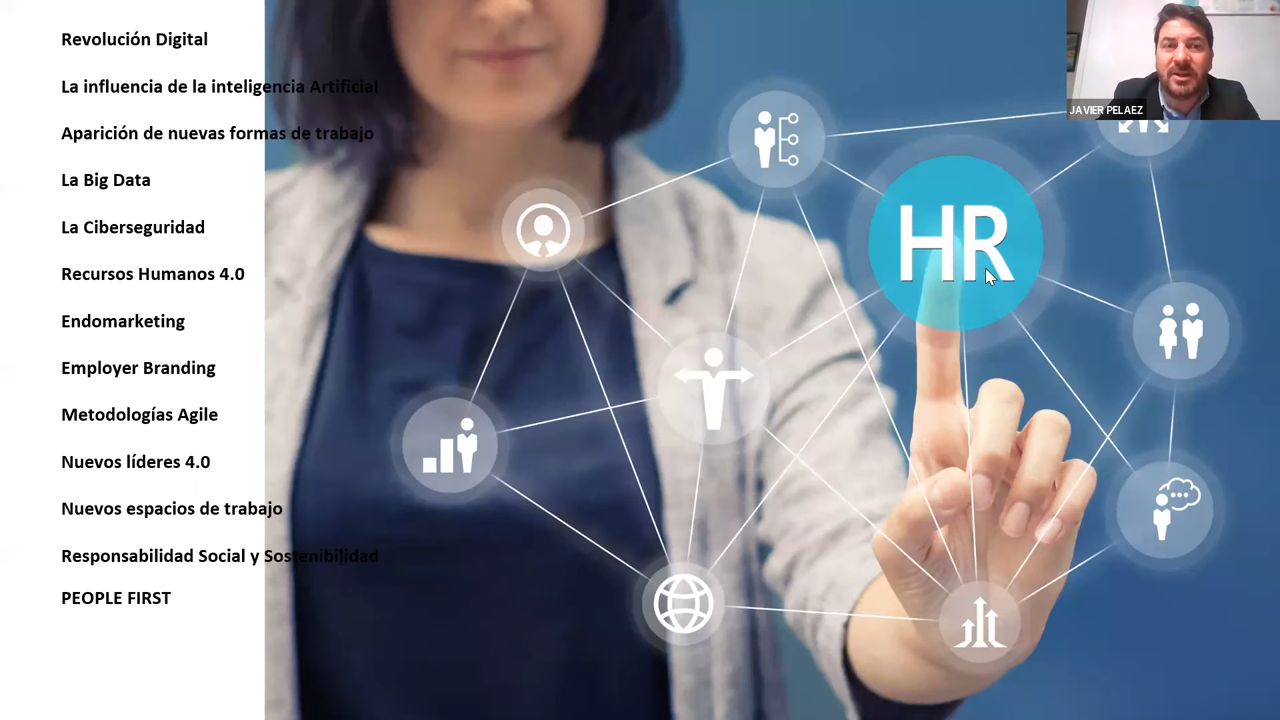 Revolución Digital
La influencia de la inteligencia Artificial
Aparición de nuevas formas de trabajo
La Big Data
La Ciberseguridad
Recursos Humanos 4.0
Endomarketing
Employer Branding
Metodologías Agile
Nuevos líderes 4.0
Nuevos espacios de trabajo
Responsabilidad Social y Sostenibilidad
PEOPLE FIRST
HR
JAVIER PELAEZ